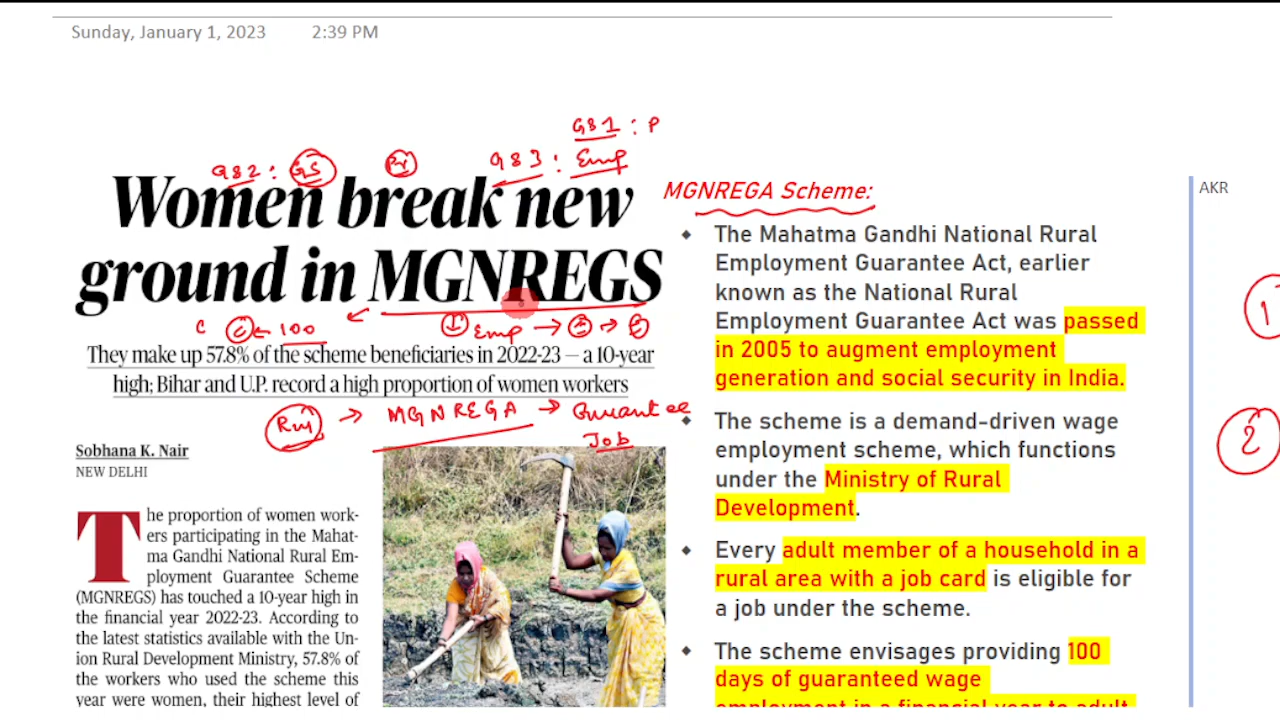 Sunday, January 1, 2023 2:39 PM
GS1 : P
GS2 : GS
Pr
GS3 : Emp
Women break new
ground in MGNREGS
C C ← 100
I Emp → →
They make up 57.8% of the scheme beneficiaries in 2022-23 — a 10-year
high; Bihar and U.P. record a high proportion of women workers
→ MGNREGA → Guarantee
Job
Sobhana K. Nair
NEW DELHI
The proportion of women work-
ers participating in the Mahat-
ma Gandhi National Rural Em-
ployment Guarantee Scheme
(MGNREGS) has touched a 10-year high in
the financial year 2022-23. According to
the latest statistics available with the Un-
ion Rural Development Ministry, 57.8% of
the workers who used the scheme this
year were women, their highest level of
MGNREGA Scheme:
The Mahatma Gandhi National Rural
Employment Guarantee Act, earlier
known as the National Rural
Employment Guarantee Act was passed
in 2005 to augment employment
generation and social security in India.
The scheme is a demand-driven wage
employment scheme, which functions
under the Ministry of Rural
Development.
Every adult member of a household in a
rural area with a job card is eligible for
a job under the scheme.
The scheme envisages providing 100
days of guaranteed wage
employment in a financial year to adult
AKR
1
2